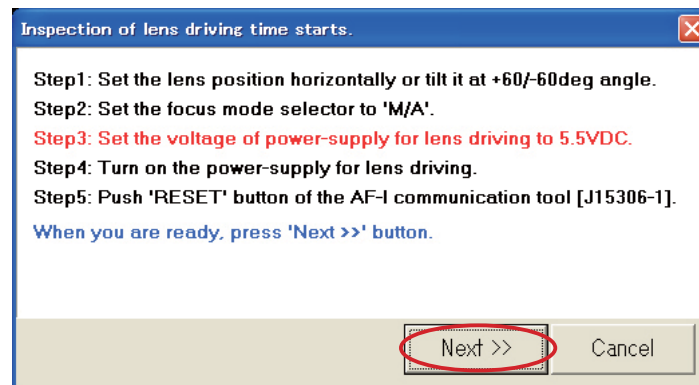 Inspection of lens driving time starts.
Step1: Set the lens position horizontally or tilt it at +60/-60deg angle.
Step2: Set the focus mode selector to 'M/A'.
Step3: Set the voltage of power-supply for lens driving to 5.5VDC.
Step4: Turn on the power-supply for lens driving.
Step5: Push 'RESET' button of the AF-I communication tool [J15306-1].
When you are ready, press 'Next >>' button.
Next >> Cancel